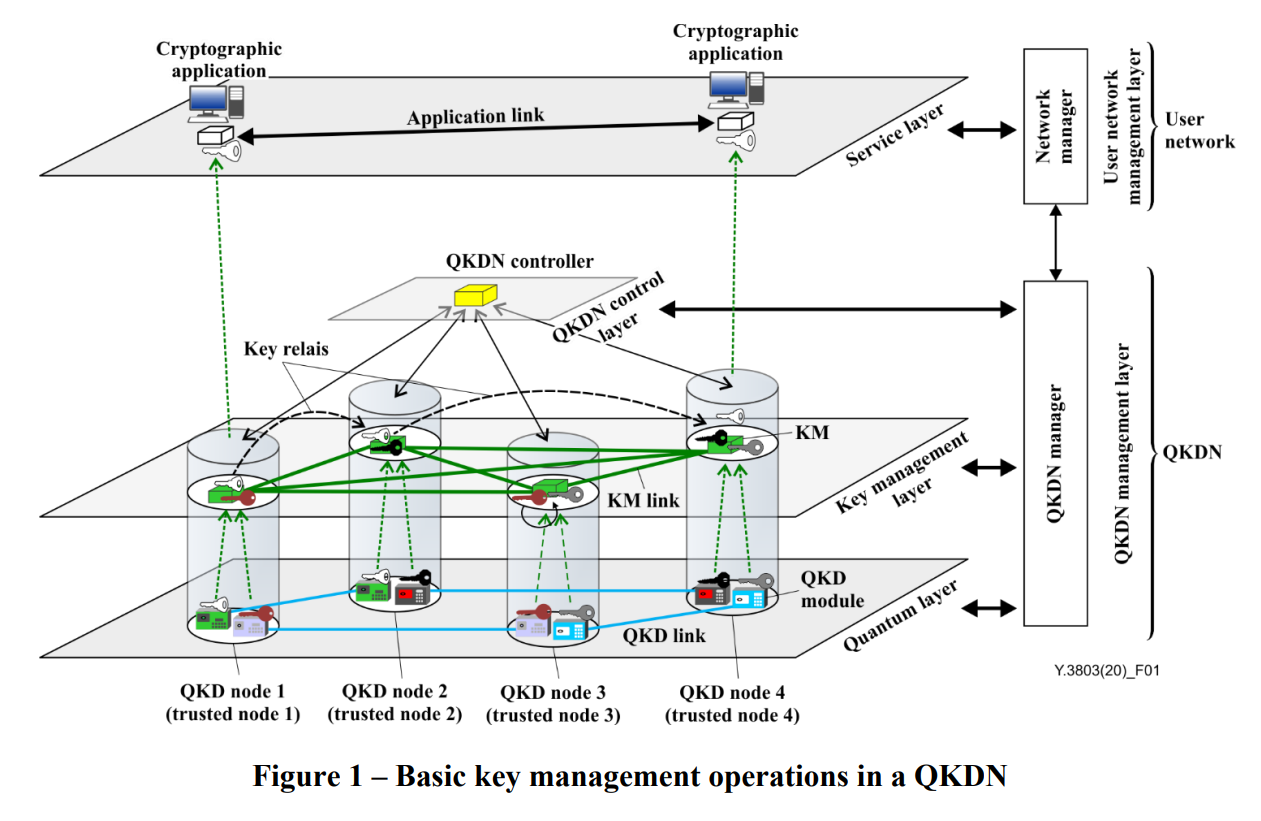 Cryptographic
application
Cryptographic
application
Application link
Service layer
Network
manager
User network
management layer
User
network
QKDN controller
QKDN control
layer
Key relais
KM
KM link
Key management
layer
QKDN manager
QKDN management layer
QKDN
QKD
module
QKD link
Quantum layer
Y.3803(20)_F01
QKD node 1
(trusted node 1)
QKD node 2
(trusted node 2)
QKD node 3
(trusted node 3)
QKD node 4
(trusted node 4)
Figure 1 – Basic key management operations in a QKDN